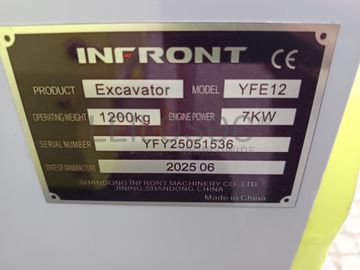 INFRONT CE
PRODUCT Excavator MODEL YFE12
OPERATING WEIGHT 1200kg ENGINE POWER 7KW
SERIAL NUMBER YFY25051536
DATE OF MANUFACTURE 2025 06
SHANDONG INFRONT MACHINERY CO.,LTD
JINING,SHANDONG,CHINA
Made in China